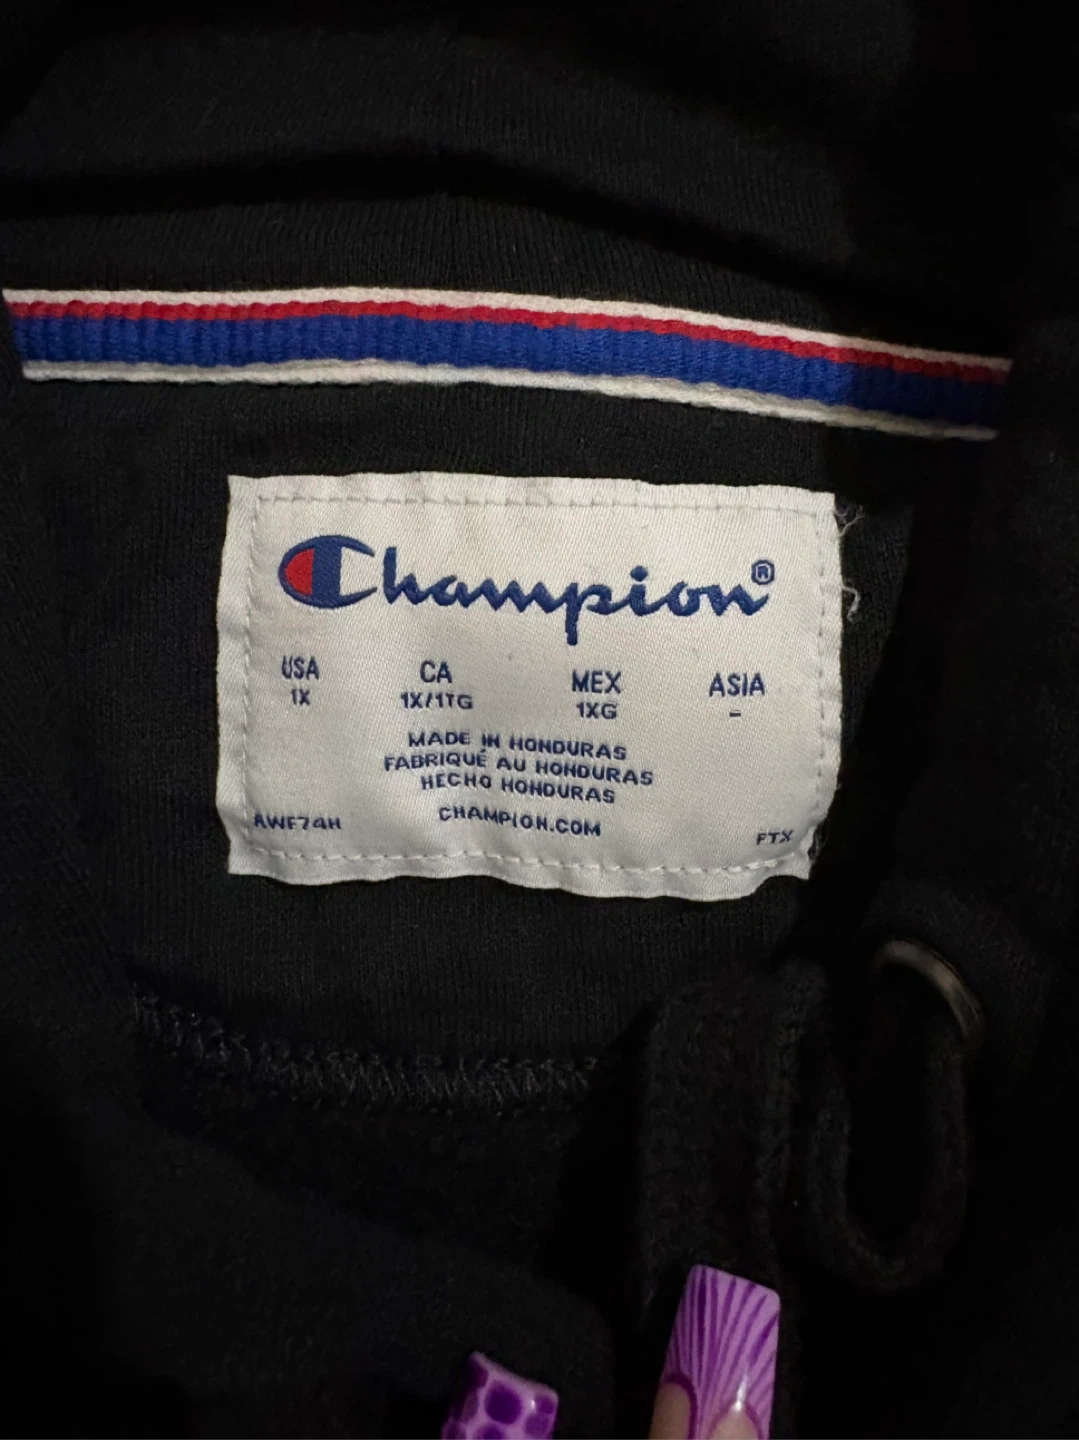 Champion®
USA CA MEX ASIA
1X 1X/1TG 1XG -
MADE IN HONDURAS
FABRIQUÉ AU HONDURAS
HECHO HONDURAS
AWF74H CHAMPION.COM FTX